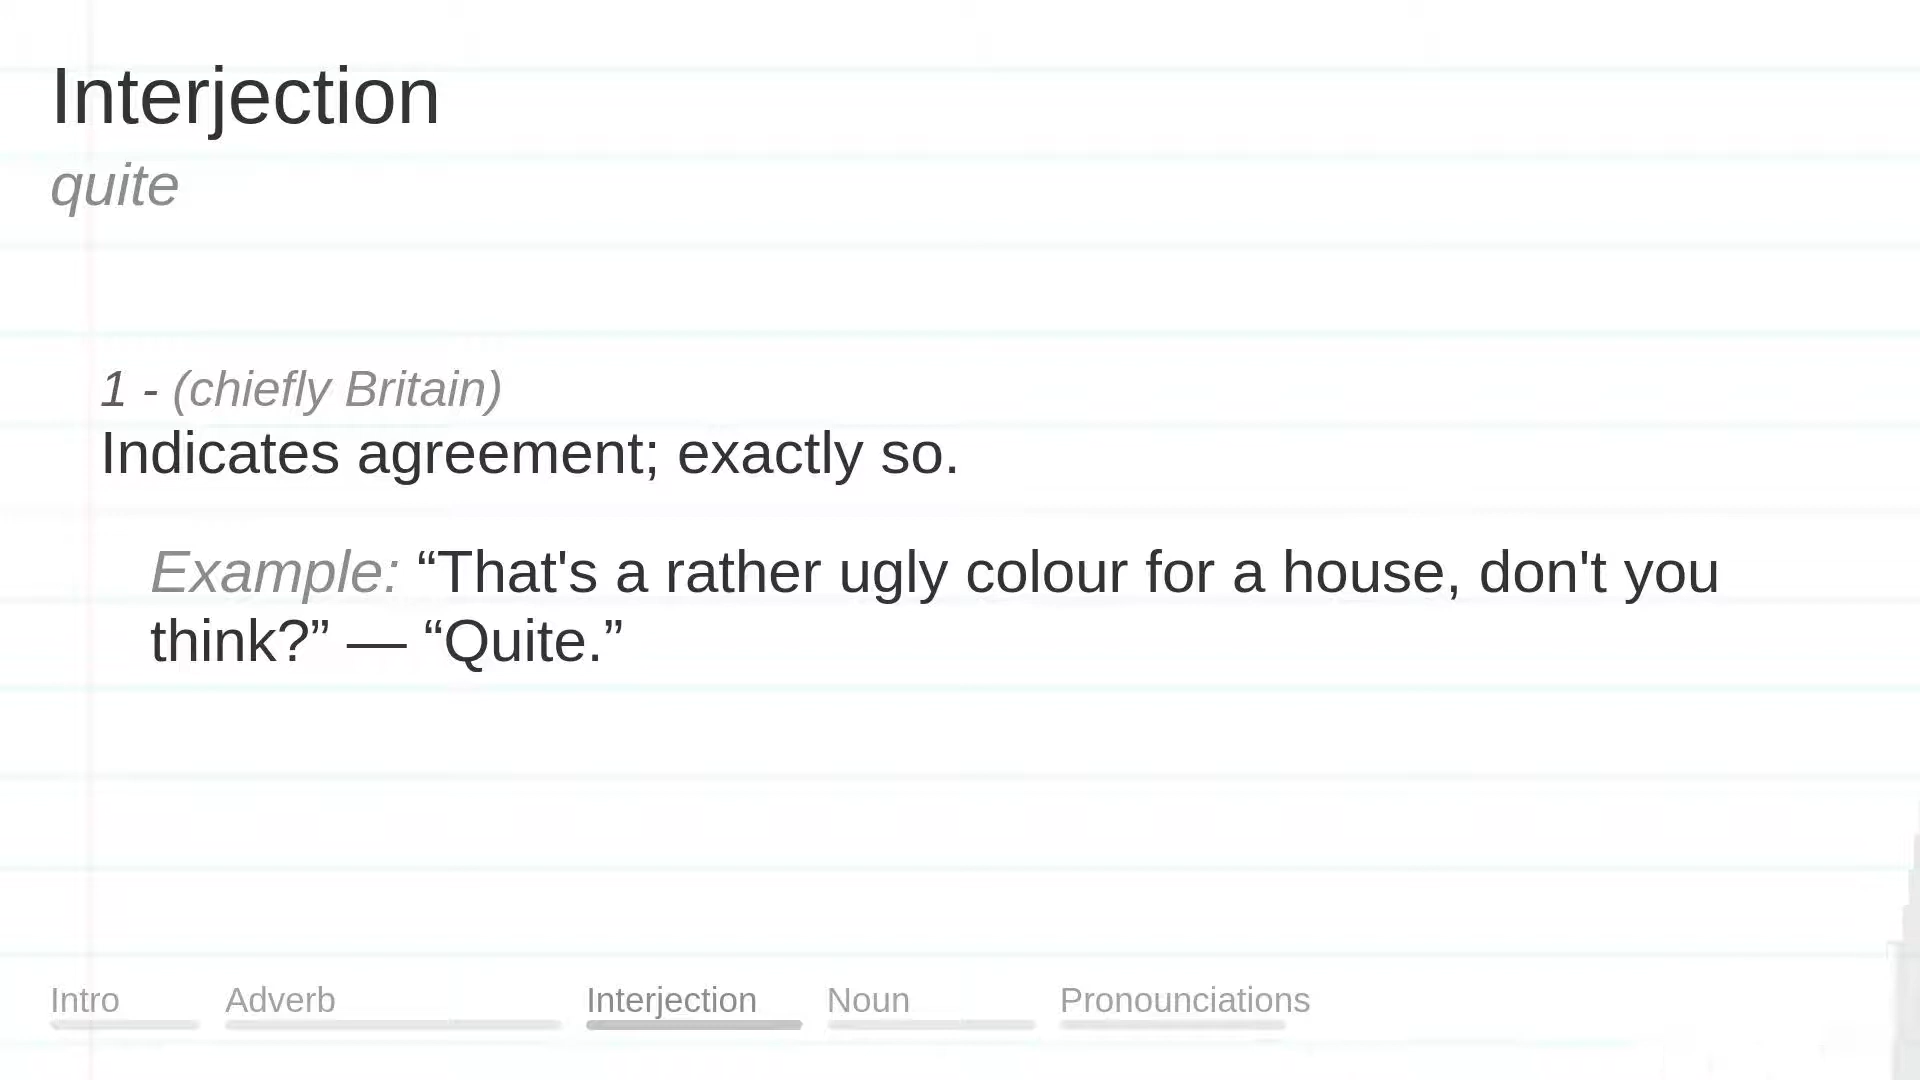 Interjection
quite
1 - (chiefly Britain)
Indicates agreement; exactly so.
Example: “That's a rather ugly colour for a house, don't you
think?” — “Quite.”
Intro Adverb Interjection Noun Pronounciations